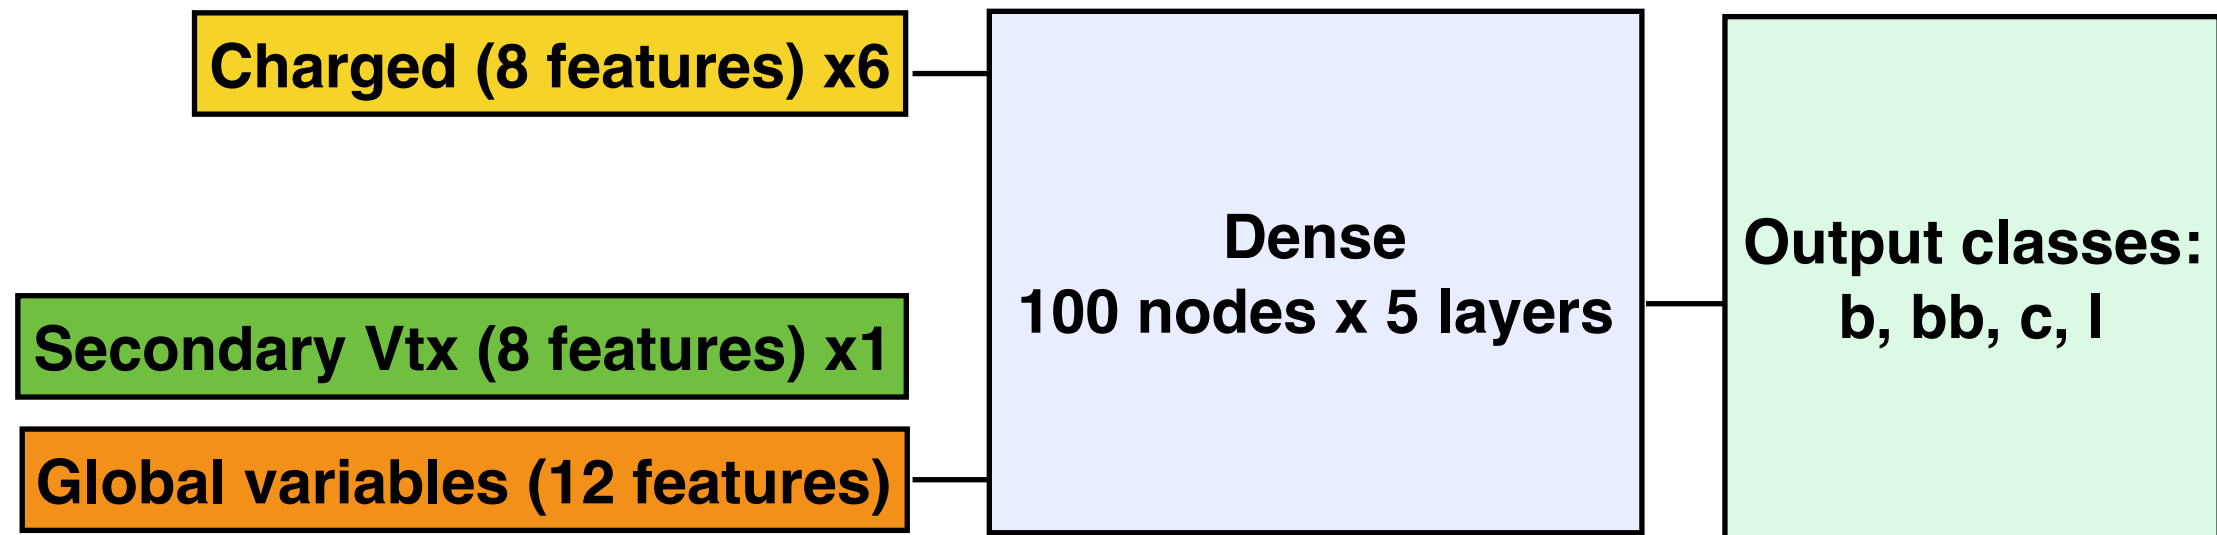 Charged (8 features) x6
Secondary Vtx (8 features) x1
Global variables (12 features)
Dense
100 nodes x 5 layers
Output classes:
b, bb, c, l